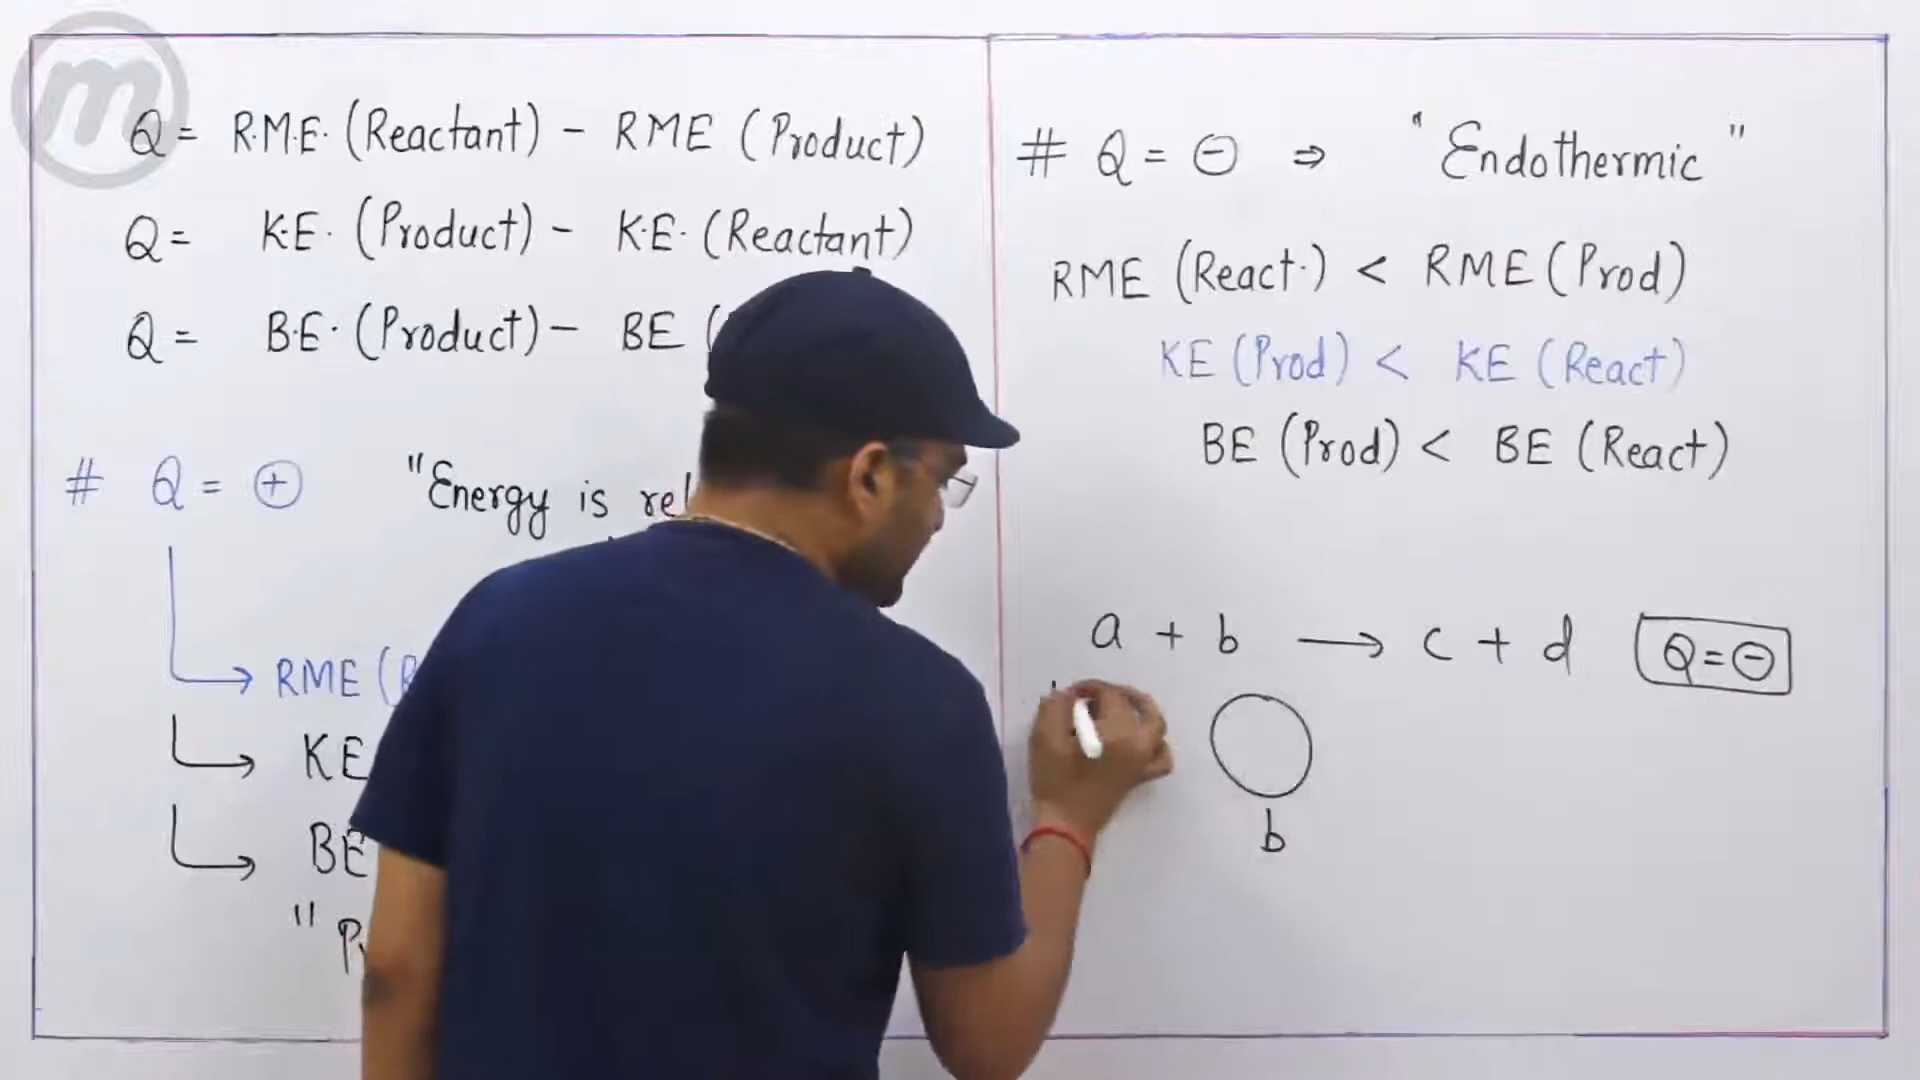 m
Q = R.M.E. (Reactant) - RME (Product)
Q = K.E. (Product) - K.E. (Reactant)
Q = B.E. (Product) - BE (
# Q = ⊕ "Energy is rel
→ RME (R
→ KE
→ BE
"
# Q = ⊖ ⇒ "Endothermic"
RME (React.) < RME (Prod)
KE (Prod) < KE (React)
BE (Prod) < BE (React)
a + b → c + d Q = ⊖
b